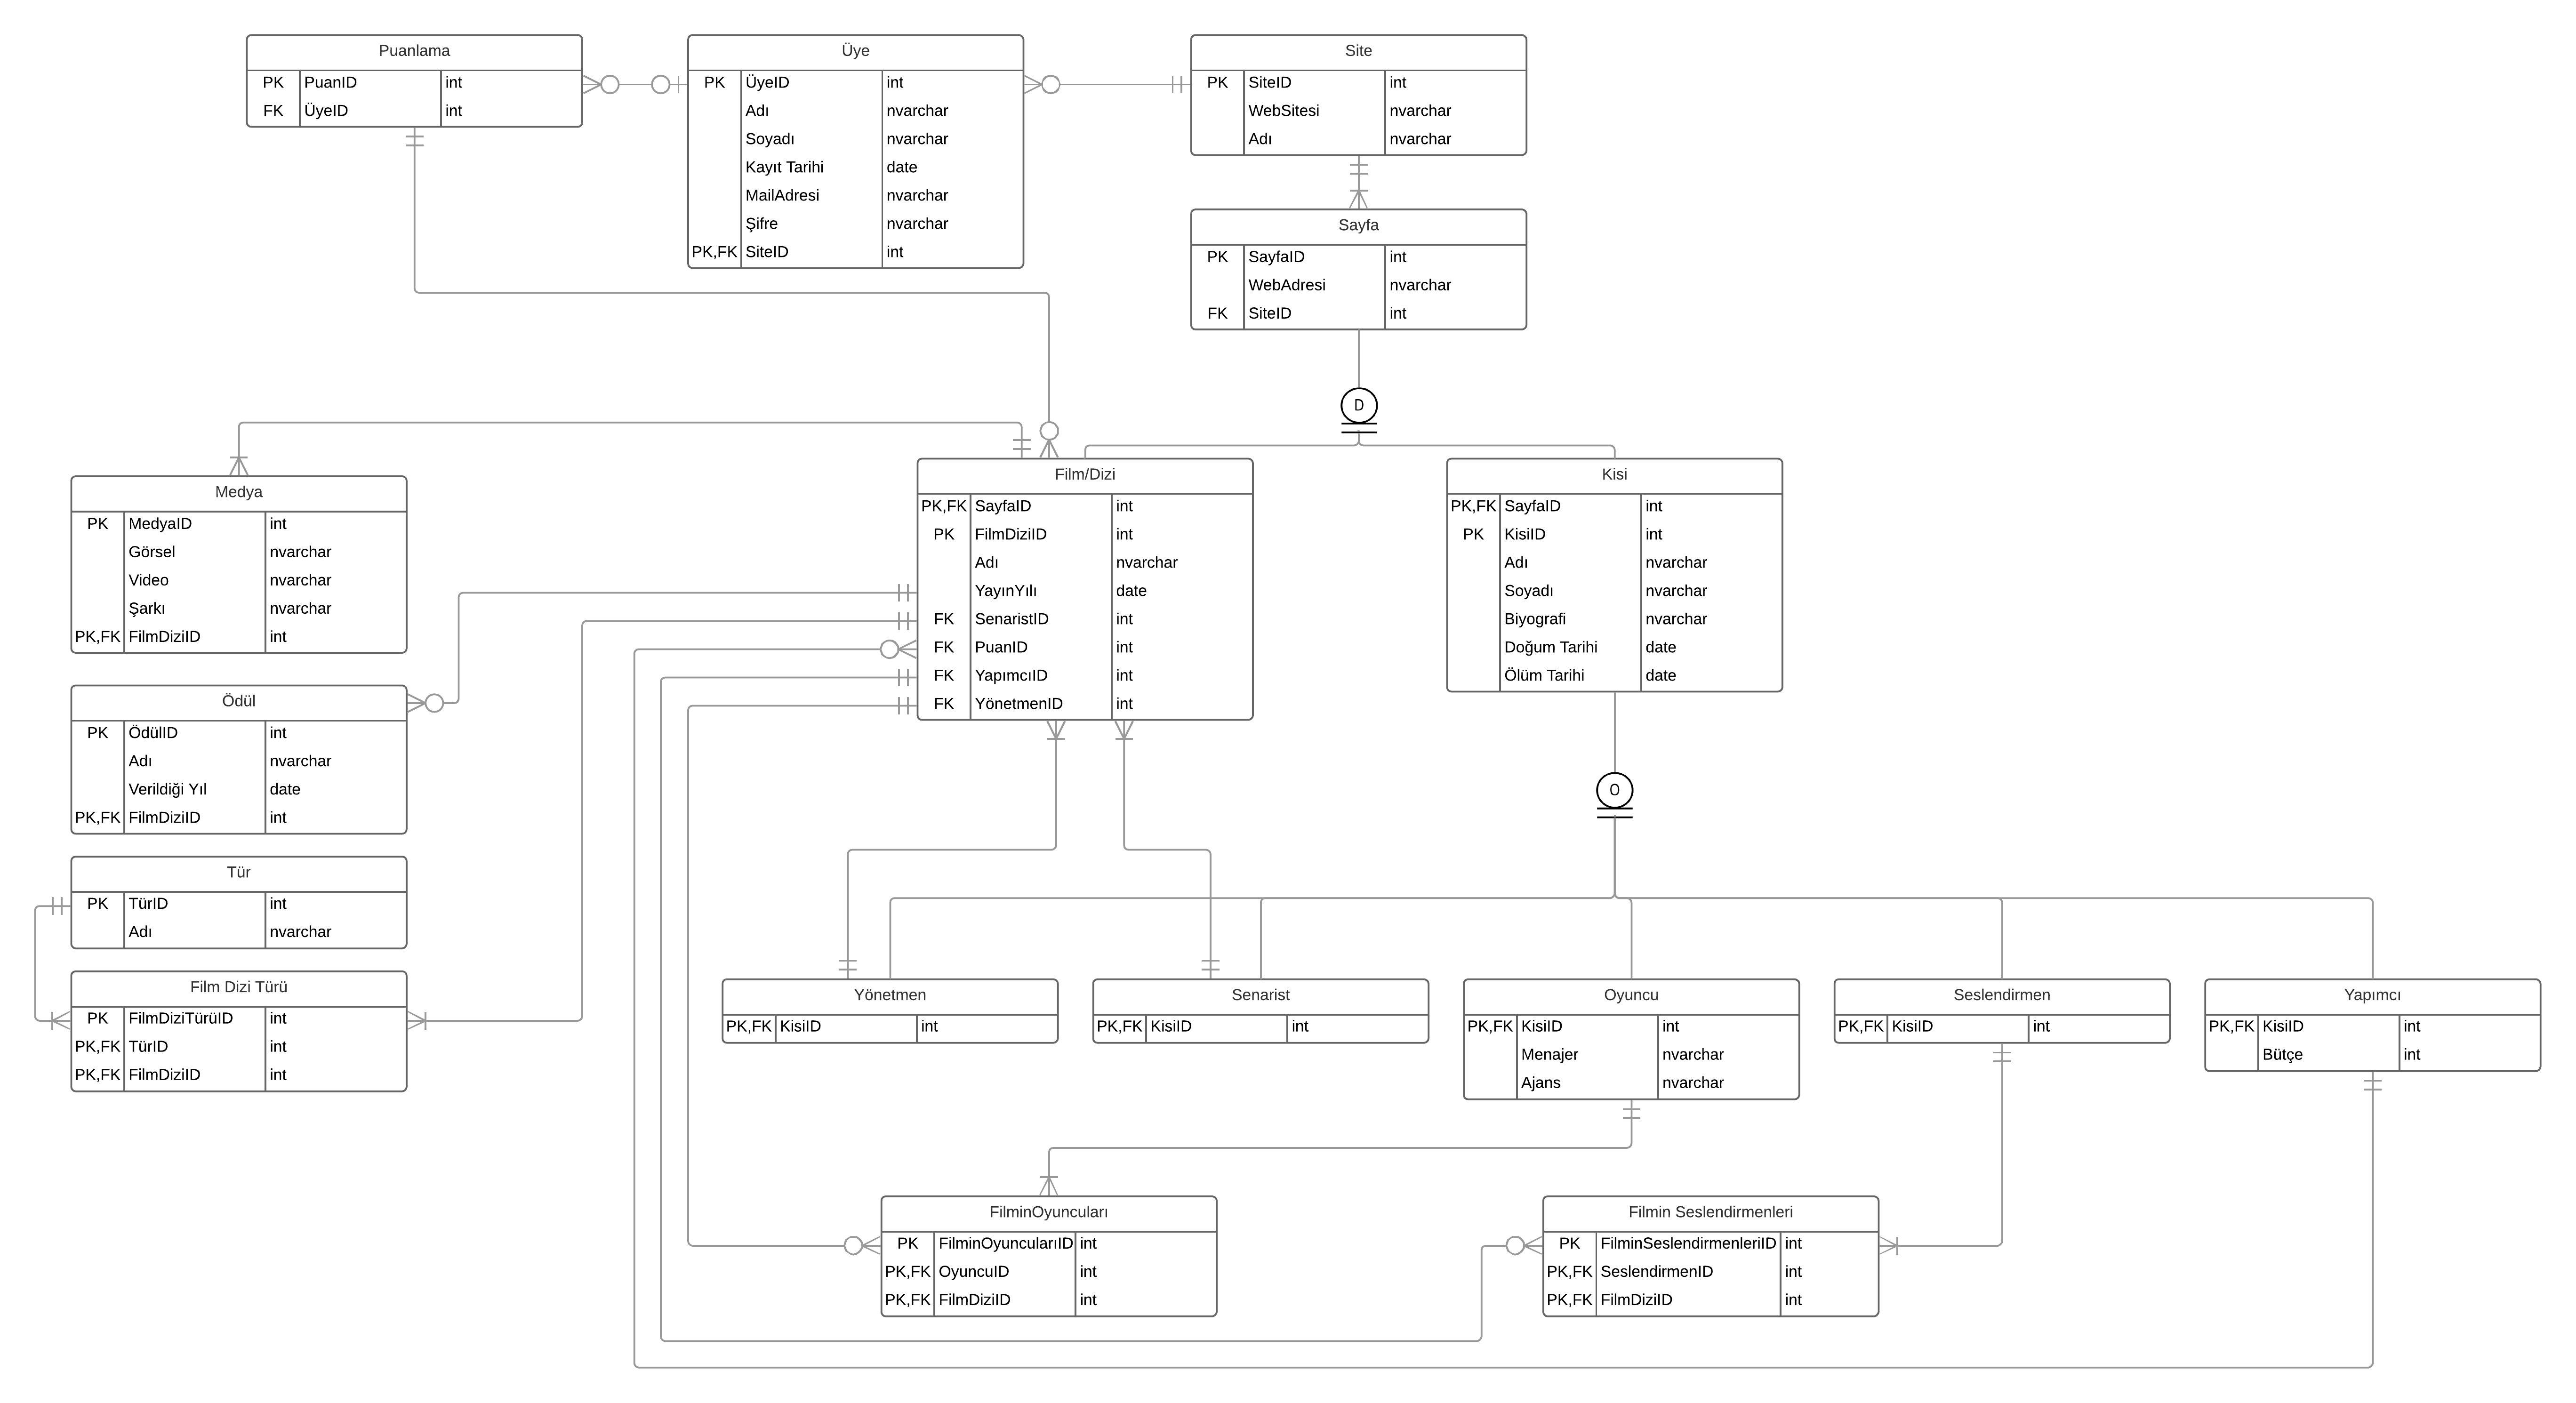 Puanlama
PK PuanID int
FK ÜyeID int
Üye
PK ÜyeID int
Adı nvarchar
Soyadı nvarchar
Kayıt Tarihi date
MailAdresi nvarchar
Şifre nvarchar
PK,FK SiteID int
Site
PK SiteID int
WebSitesi nvarchar
Adı nvarchar
Sayfa
PK SayfaID int
WebAdresi nvarchar
FK SiteID int
D
Medya
PK MedyaID int
Görsel nvarchar
Video nvarchar
Şarkı nvarchar
PK,FK FilmDiziID int
Film/Dizi
PK,FK SayfaID int
PK FilmDiziID int
Adı nvarchar
YayınYılı date
FK SenaristID int
FK PuanID int
FK YapımcıID int
FK YönetmenID int
Kisi
PK,FK SayfaID int
PK KisiID int
Adı nvarchar
Soyadı nvarchar
Biyografi nvarchar
Doğum Tarihi date
Ölüm Tarihi date
Ödül
PK ÖdülID int
Adı nvarchar
Verildiği Yıl date
PK,FK FilmDiziID int
O
Tür
PK TürID int
Adı nvarchar
Film Dizi Türü
PK FilmDiziTürüID int
PK,FK TürID int
PK,FK FilmDiziID int
Yönetmen
PK,FK KisiID int
Senarist
PK,FK KisiID int
Oyuncu
PK,FK KisiID int
Menajer nvarchar
Ajans nvarchar
Seslendirmen
PK,FK KisiID int
Yapımcı
PK,FK KisiID int
Bütçe int
FilminOyuncuları
PK FilminOyuncularıID int
PK,FK OyuncuID int
PK,FK FilmDiziID int
Filmin Seslendirmenleri
PK FilminSeslendirmenleriID int
PK,FK SeslendirmenID int
PK,FK FilmDiziID int